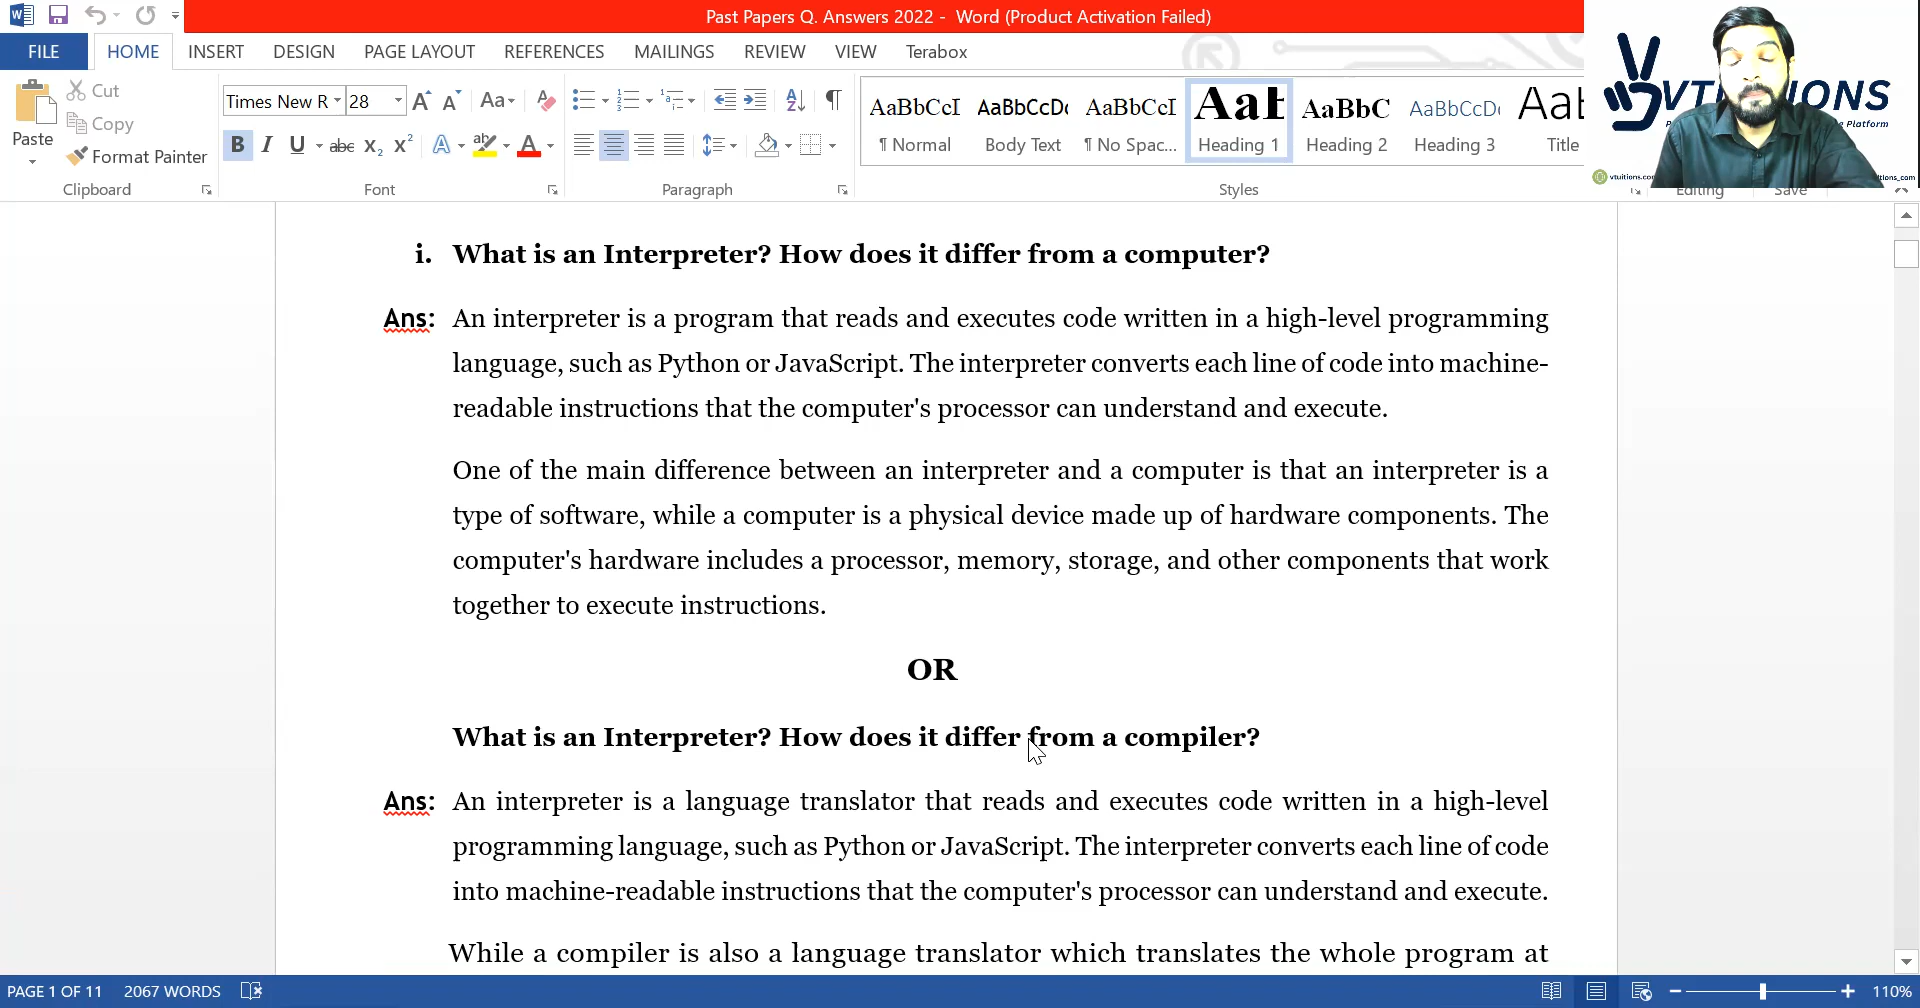 Past Papers Q. Answers 2022 - Word (Product Activation Failed)
FILE HOME INSERT DESIGN PAGE LAYOUT REFERENCES MAILINGS REVIEW VIEW Terabox
Paste
Cut
Copy
Format Painter
Clipboard
Times New R 28
Font
Paragraph
AaBbCcI AaBbCcDc AaBbCcI AaB AaBbC AaBbCcDc Aab
¶ Normal Body Text ¶ No Spac... Heading 1 Heading 2 Heading 3 Title
Styles
Editing Save
Platform
vtuitions.com
i. What is an Interpreter? How does it differ from a computer?
Ans: An interpreter is a program that reads and executes code written in a high-level programming
language, such as Python or JavaScript. The interpreter converts each line of code into machine-
readable instructions that the computer's processor can understand and execute.
One of the main difference between an interpreter and a computer is that an interpreter is a
type of software, while a computer is a physical device made up of hardware components. The
computer's hardware includes a processor, memory, storage, and other components that work
together to execute instructions.
OR
What is an Interpreter? How does it differ from a compiler?
Ans: An interpreter is a language translator that reads and executes code written in a high-level
programming language, such as Python or JavaScript. The interpreter converts each line of code
into machine-readable instructions that the computer's processor can understand and execute.
While a compiler is also a language translator which translates the whole program at
PAGE 1 OF 11 2067 WORDS 110%